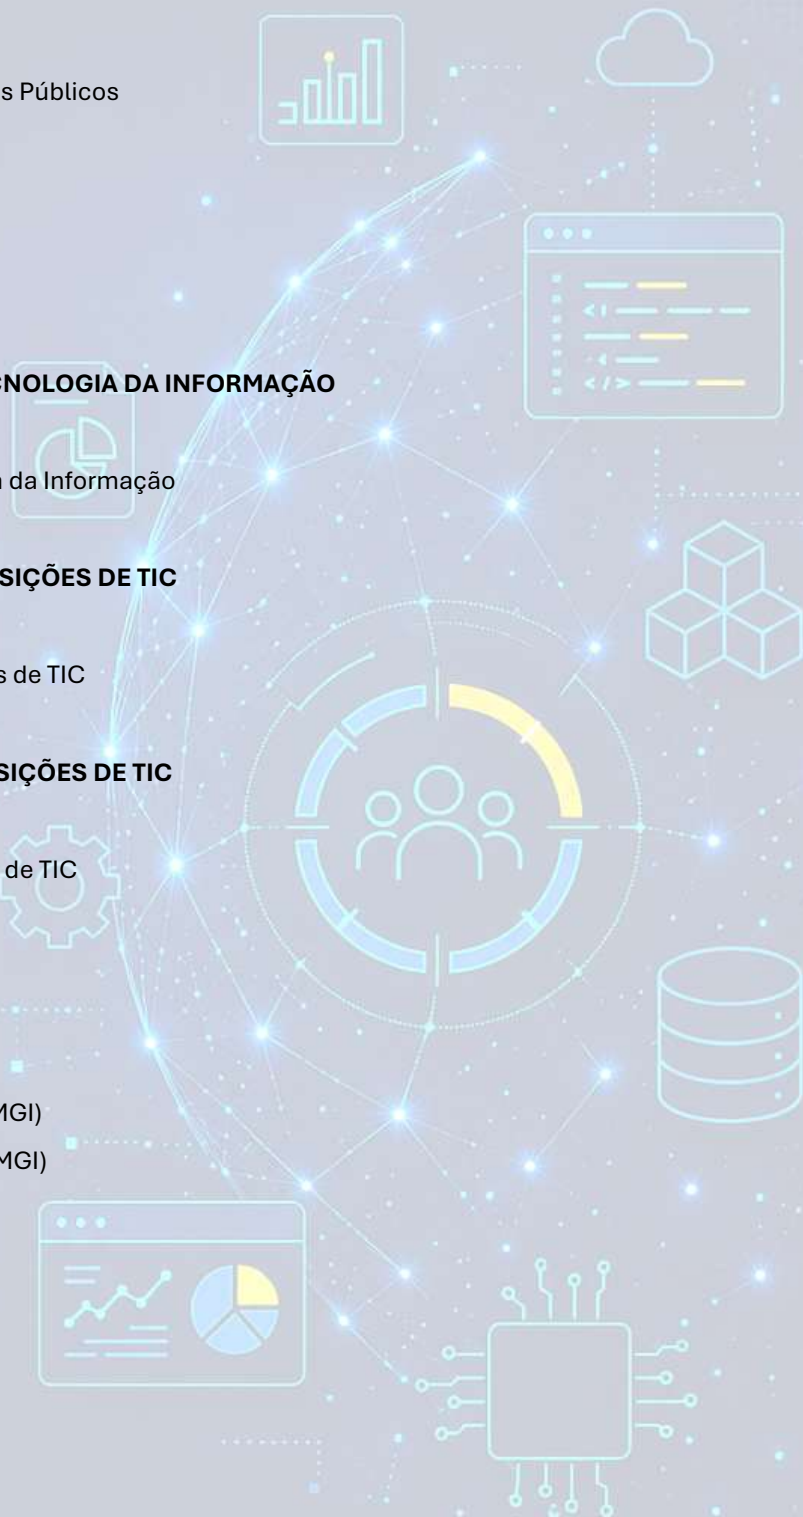 s Públicos
CNOLOGIA DA INFORMAÇÃO
a da Informação
SIÇÕES DE TIC
s de TIC
SIÇÕES DE TIC
de TIC
MGI)
MGI)